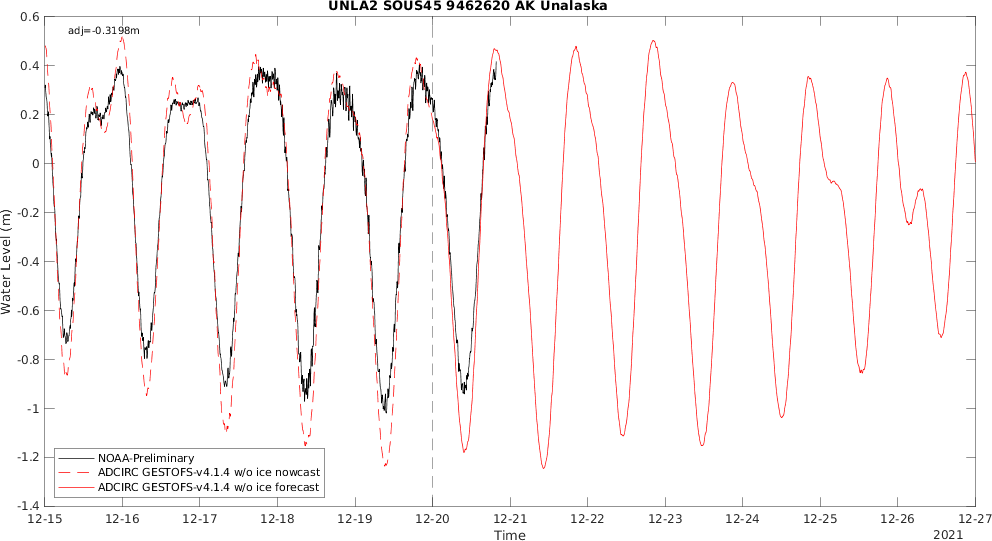 UNLA2 SOUS45 9462620 AK Unalaska
adj=-0.3198m
0.6
0.4
0.2
0
-0.2
-0.4
-0.6
-0.8
-1
-1.2
-1.4
Water Level (m)
NOAA-Preliminary
ADCIRC GESTOFS-v4.1.4 w/o ice nowcast
ADCIRC GESTOFS-v4.1.4 w/o ice forecast
12-15 12-16 12-17 12-18 12-19 12-20 12-21 12-22 12-23 12-24 12-25 12-26 12-27
Time
2021